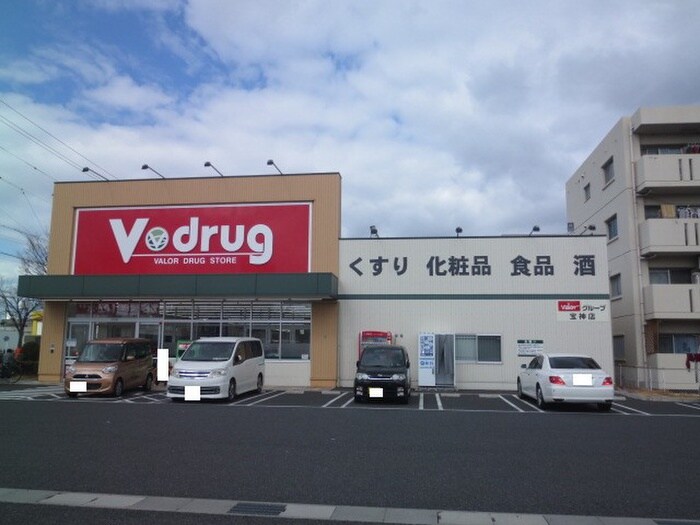 V drug
VALOR DRUG STORE
くすり 化粧品 食品 酒
Valor グループ
宝神店